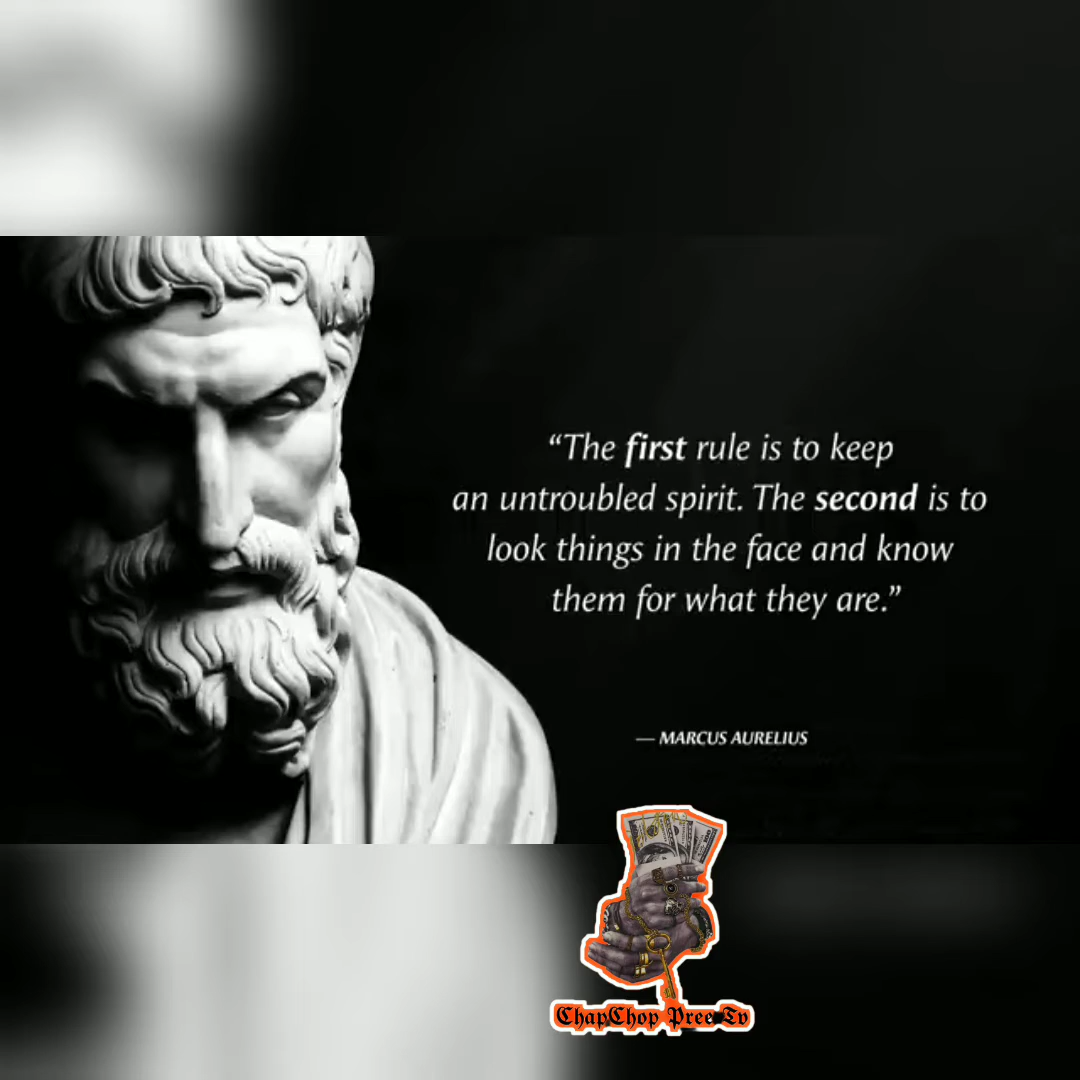 “The first rule is to keep
an untroubled spirit. The second is to
look things in the face and know
them for what they are.”
— MARCUS AURELIUS
ChapChop Pree Tv